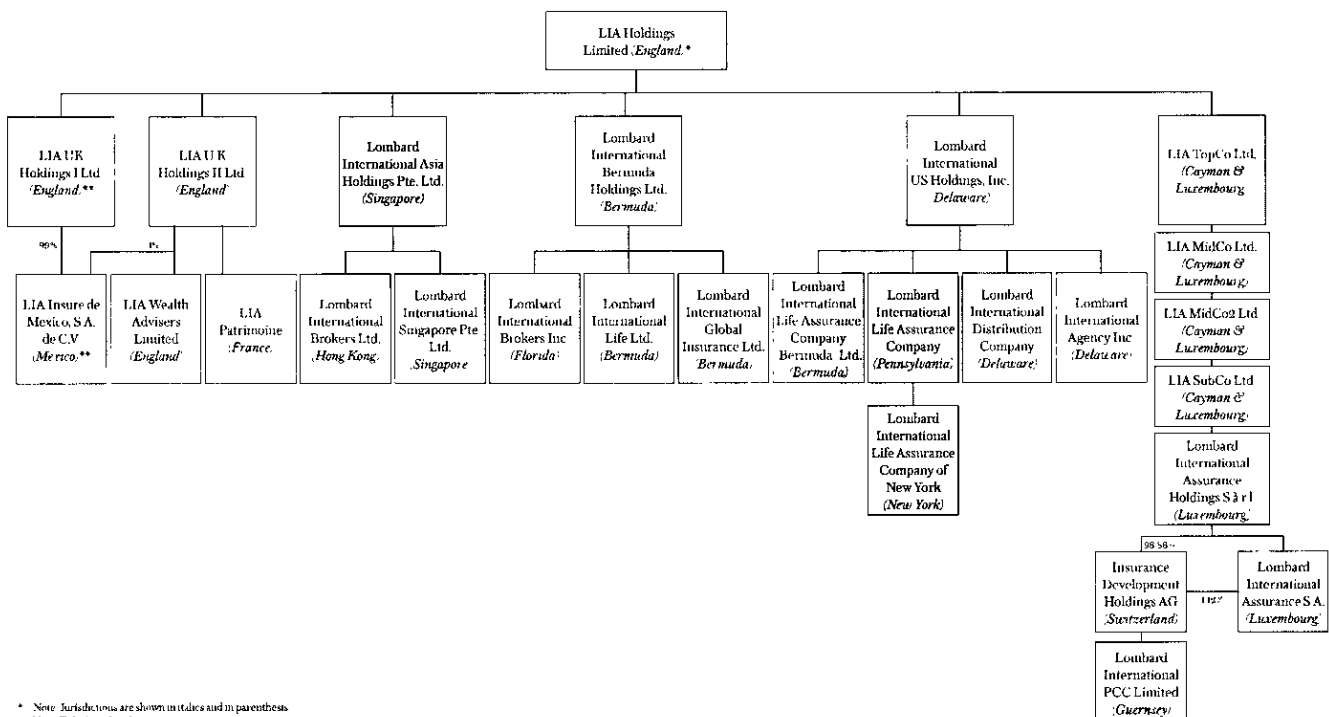 LIA Holdings
Limited (England.*
LIA UK
Holdings I Ltd
(England.**
LIA U K
Holdings II Ltd
(England)
Lombard
International Asia
Holdings Pte. Ltd.
(Singapore)
Lombard
International
Bermuda
Holdings Ltd.
(Bermuda)
Lombard
International
US Holdings, Inc.
Delaware)
LIA TopCo Ltd.
(Cayman &
Luxembourg
99%
1%
LIA Insure de
Mexico, S A.
de C.V
(Mexico.**
LIA Wealth
Advisers
Limited
(England)
LIA
Patrimoine
(France.
Lombard
International
Brokers Ltd.
(Hong Kong)
Lombard
International
Singapore Pte
Ltd.
(Singapore
Lombard
International
Brokers Inc
(Florida)
Lombard
International
Life Ltd.
(Bermuda)
Lombard
International
Global
Insurance Ltd.
(Bermuda)
Lombard
International
Life Assurance
Company
Bermuda Ltd.
(Bermuda)
Lombard
International
Life Assurance
Company
(Pennsylvania)
Lombard
International
Distribution
Company
(Delaware)
Lombard
International
Agency Inc
(Delaware)
LIA MidCo Ltd.
(Cayman &
Luxembourg)
LIA MidCo2 Ltd
(Cayman &
Luxembourg)
LIA SubCo Ltd
(Cayman &
Luxembourg)
Lombard
International
Life Assurance
Company of
New York
(New York)
Lombard
International
Assurance
Holdings S à r l
(Luxembourg)
Insurance
Development
Holdings AG
(Switzerland)
Lombard
International
Assurance S A.
(Luxembourg)
Lombard
International
PCC Limited
(Guernsey)
* Note Jurisdictions are shown in italics and in parenthesis